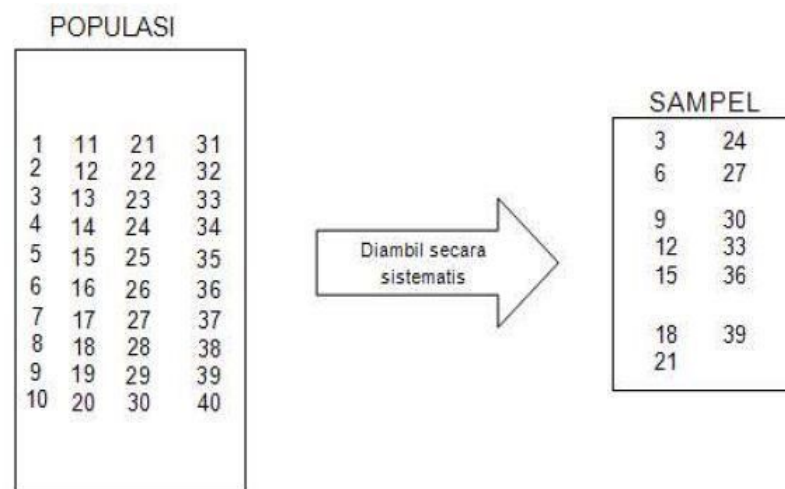 POPULASI
1 11 21 31
2 12 22 32
3 13 23 33
4 14 24 34
5 15 25 35
6 16 26 36
7 17 27 37
8 18 28 38
9 19 29 39
10 20 30 40
Diambil secara
sistematis
SAMPEL
3 24
6 27
9 30
12 33
15 36
18 39
21